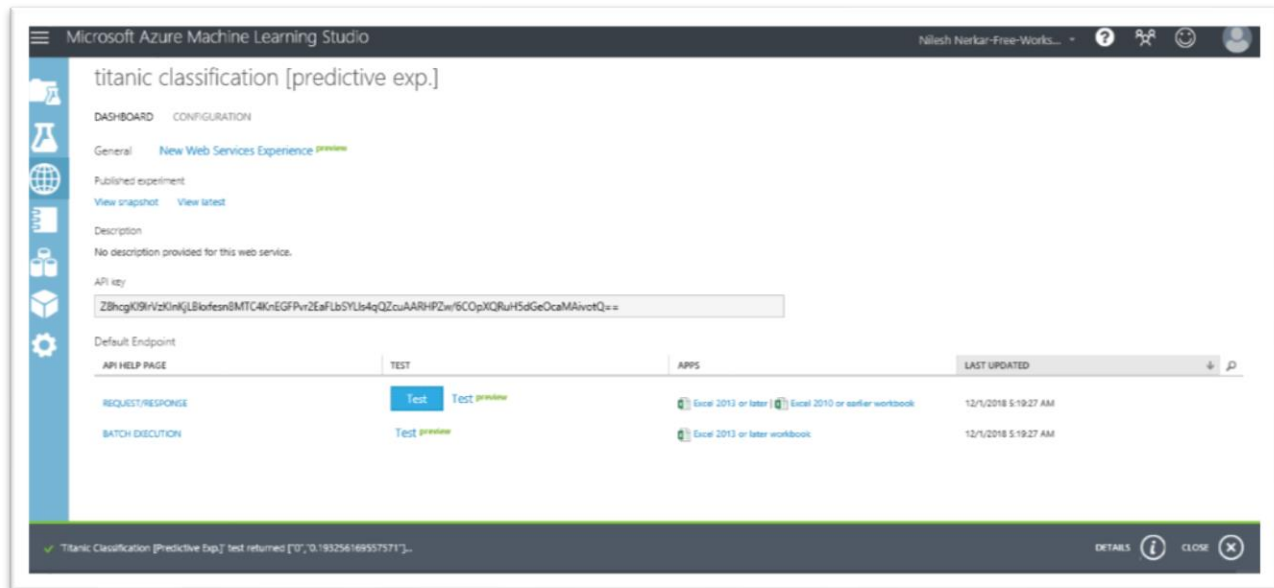 Microsoft Azure Machine Learning Studio Nilesh Nerkar-Free-Works...
titanic classification [predictive exp.]
DASHBOARD CONFIGURATION
General New Web Services Experience preview
Published experiment
View snapshot View latest
Description
No description provided for this web service.
API key
Default Endpoint
API HELP PAGE TEST APPS LAST UPDATED
REQUEST/RESPONSE Test Test preview Excel 2013 or later | Excel 2010 or earlier workbook 12/1/2018 5:19:27 AM
BATCH EXECUTION Test preview Excel 2013 or later workbook 12/1/2018 5:19:27 AM
'Titanic Classification [Predictive Exp.]' test returned ["0","0.193256169557571"]... DETAILS CLOSE